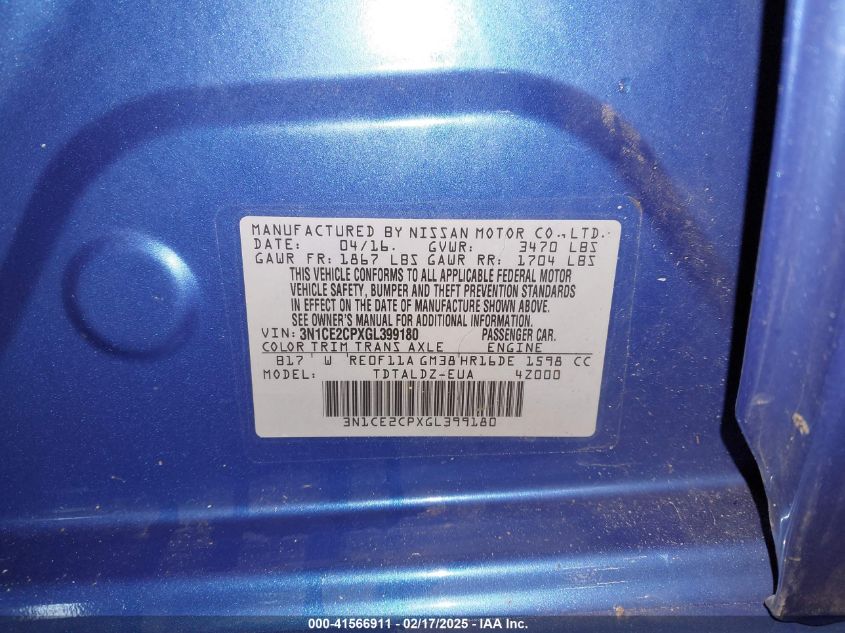 MANUFACTURED BY NISSAN MOTOR CO.,LTD.
DATE: 04/16. GVWR: 3470 LBS
GAWR FR: 1867 LBS GAWR RR: 1704 LBS
THIS VEHICLE CONFORMS TO ALL APPLICABLE FEDERAL MOTOR
VEHICLE SAFETY, BUMPER AND THEFT PREVENTION STANDARDS
IN EFFECT ON THE DATE OF MANUFACTURE SHOWN ABOVE.
SEE OWNER'S MANUAL FOR ADDITIONAL INFORMATION.
VIN: 3N1CE2CPXGL399180 PASSENGER CAR.
COLOR TRIM TRANS AXLE ENGINE
B17 W RE0F11A GM38 HR16DE 1598 CC
MODEL: TDTALDZ-EUA 4Z000
3N1CE2CPXGL399180
000-41566911 - 02/17/2025 - IAA Inc.